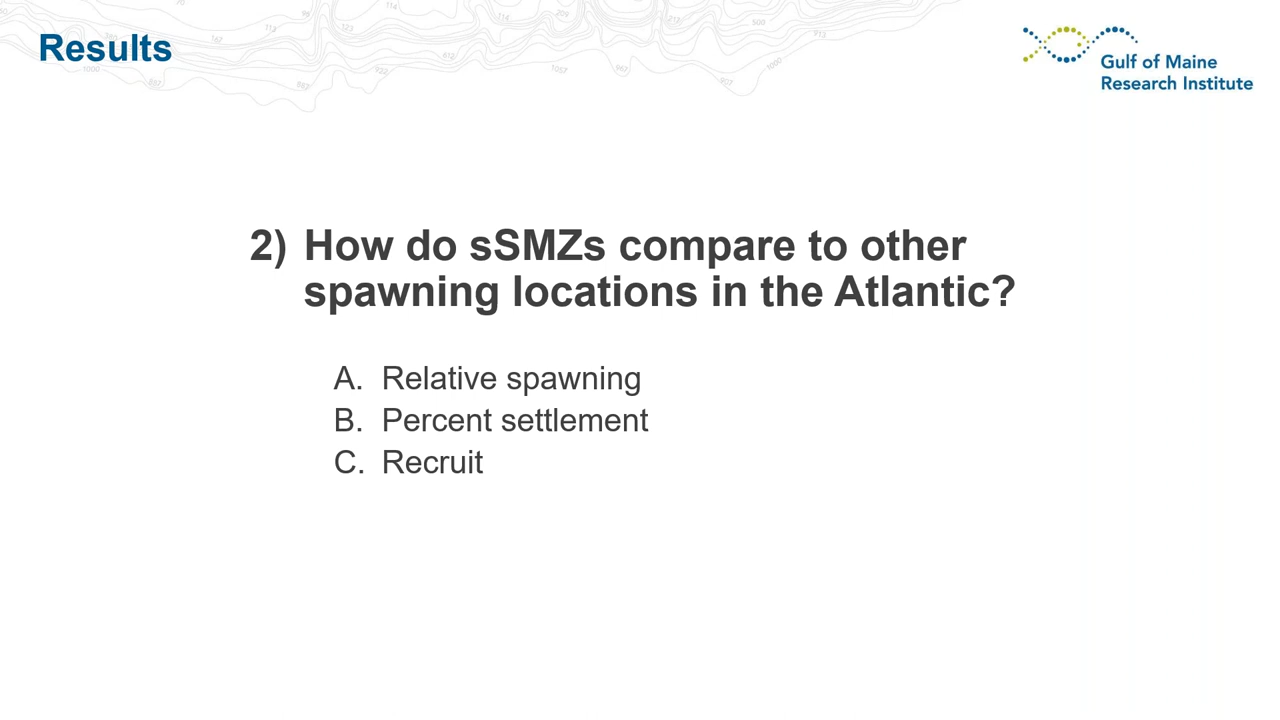 Results
Gulf of Maine
Research Institute
2) How do sSMZs compare to other
spawning locations in the Atlantic?
A. Relative spawning
B. Percent settlement
C. Recruit